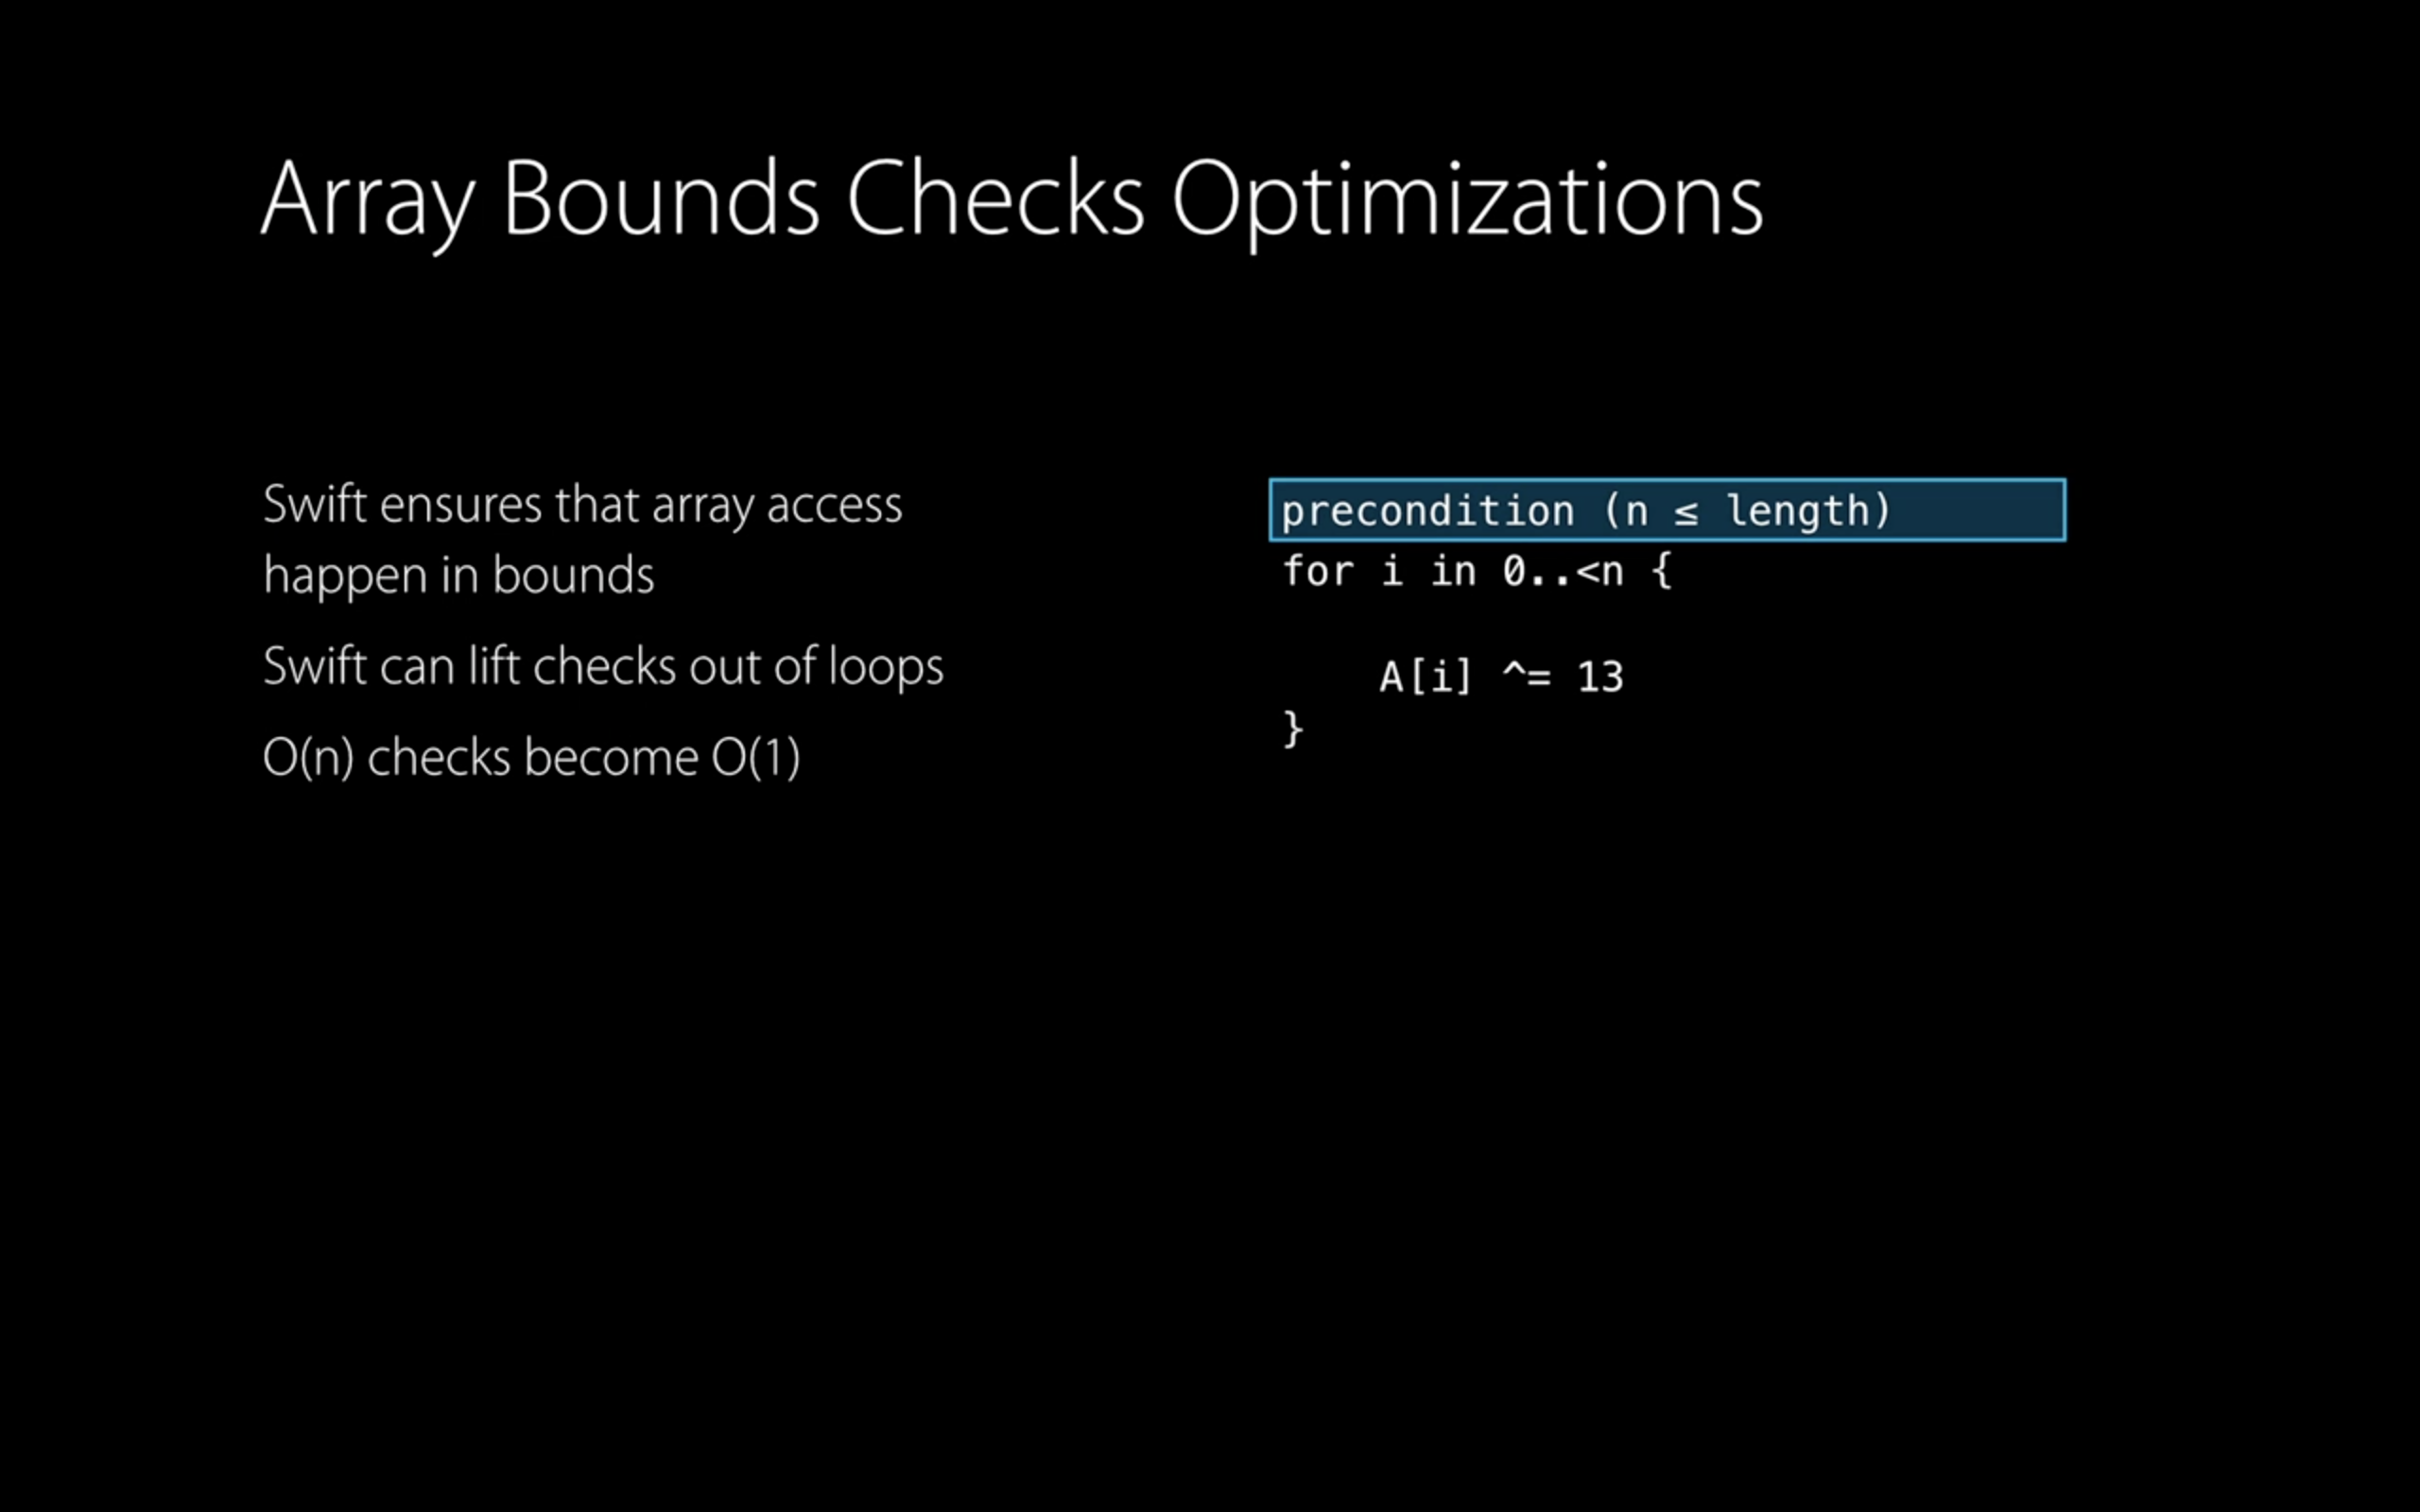 Array Bounds Checks Optimizations
Swift ensures that array access
happen in bounds
Swift can lift checks out of loops
O(n) checks become O(1)
precondition (n ≤ length)
for i in 0..<n {
    A[i] ^= 13
}